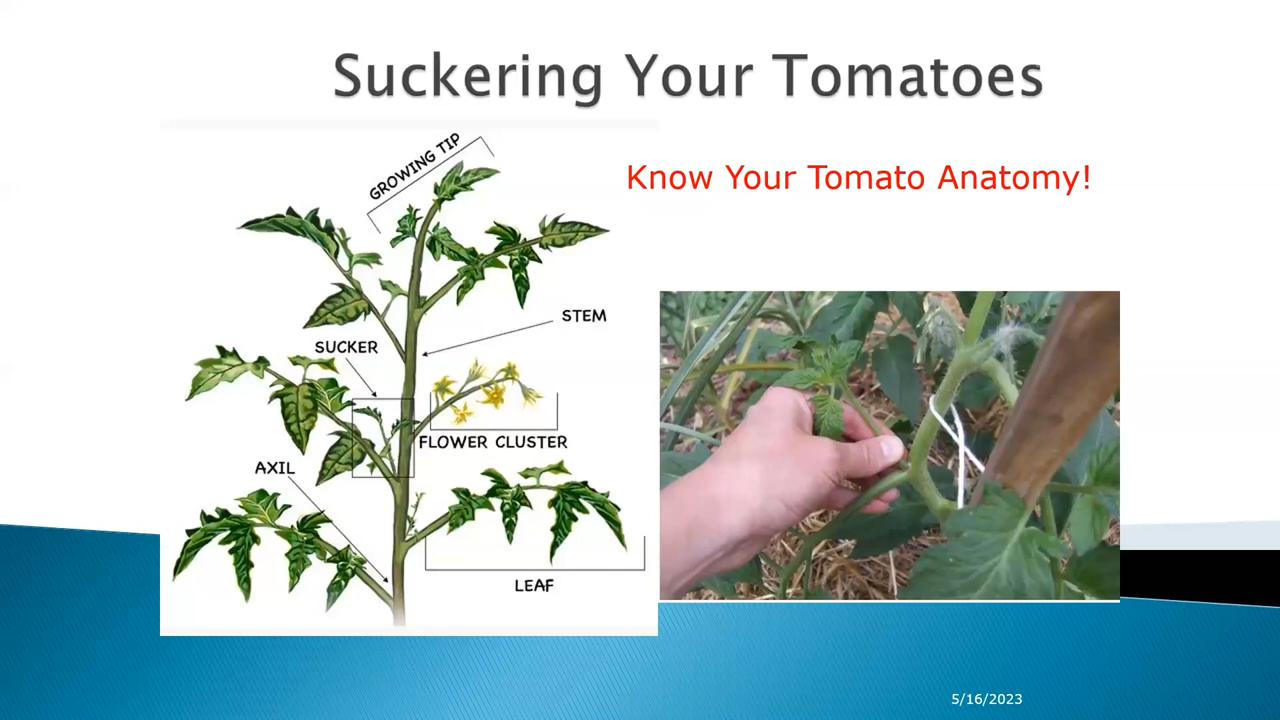 Suckering Your Tomatoes
Know Your Tomato Anatomy!
GROWING TIP
STEM
SUCKER
FLOWER CLUSTER
AXIL
LEAF
5/16/2023